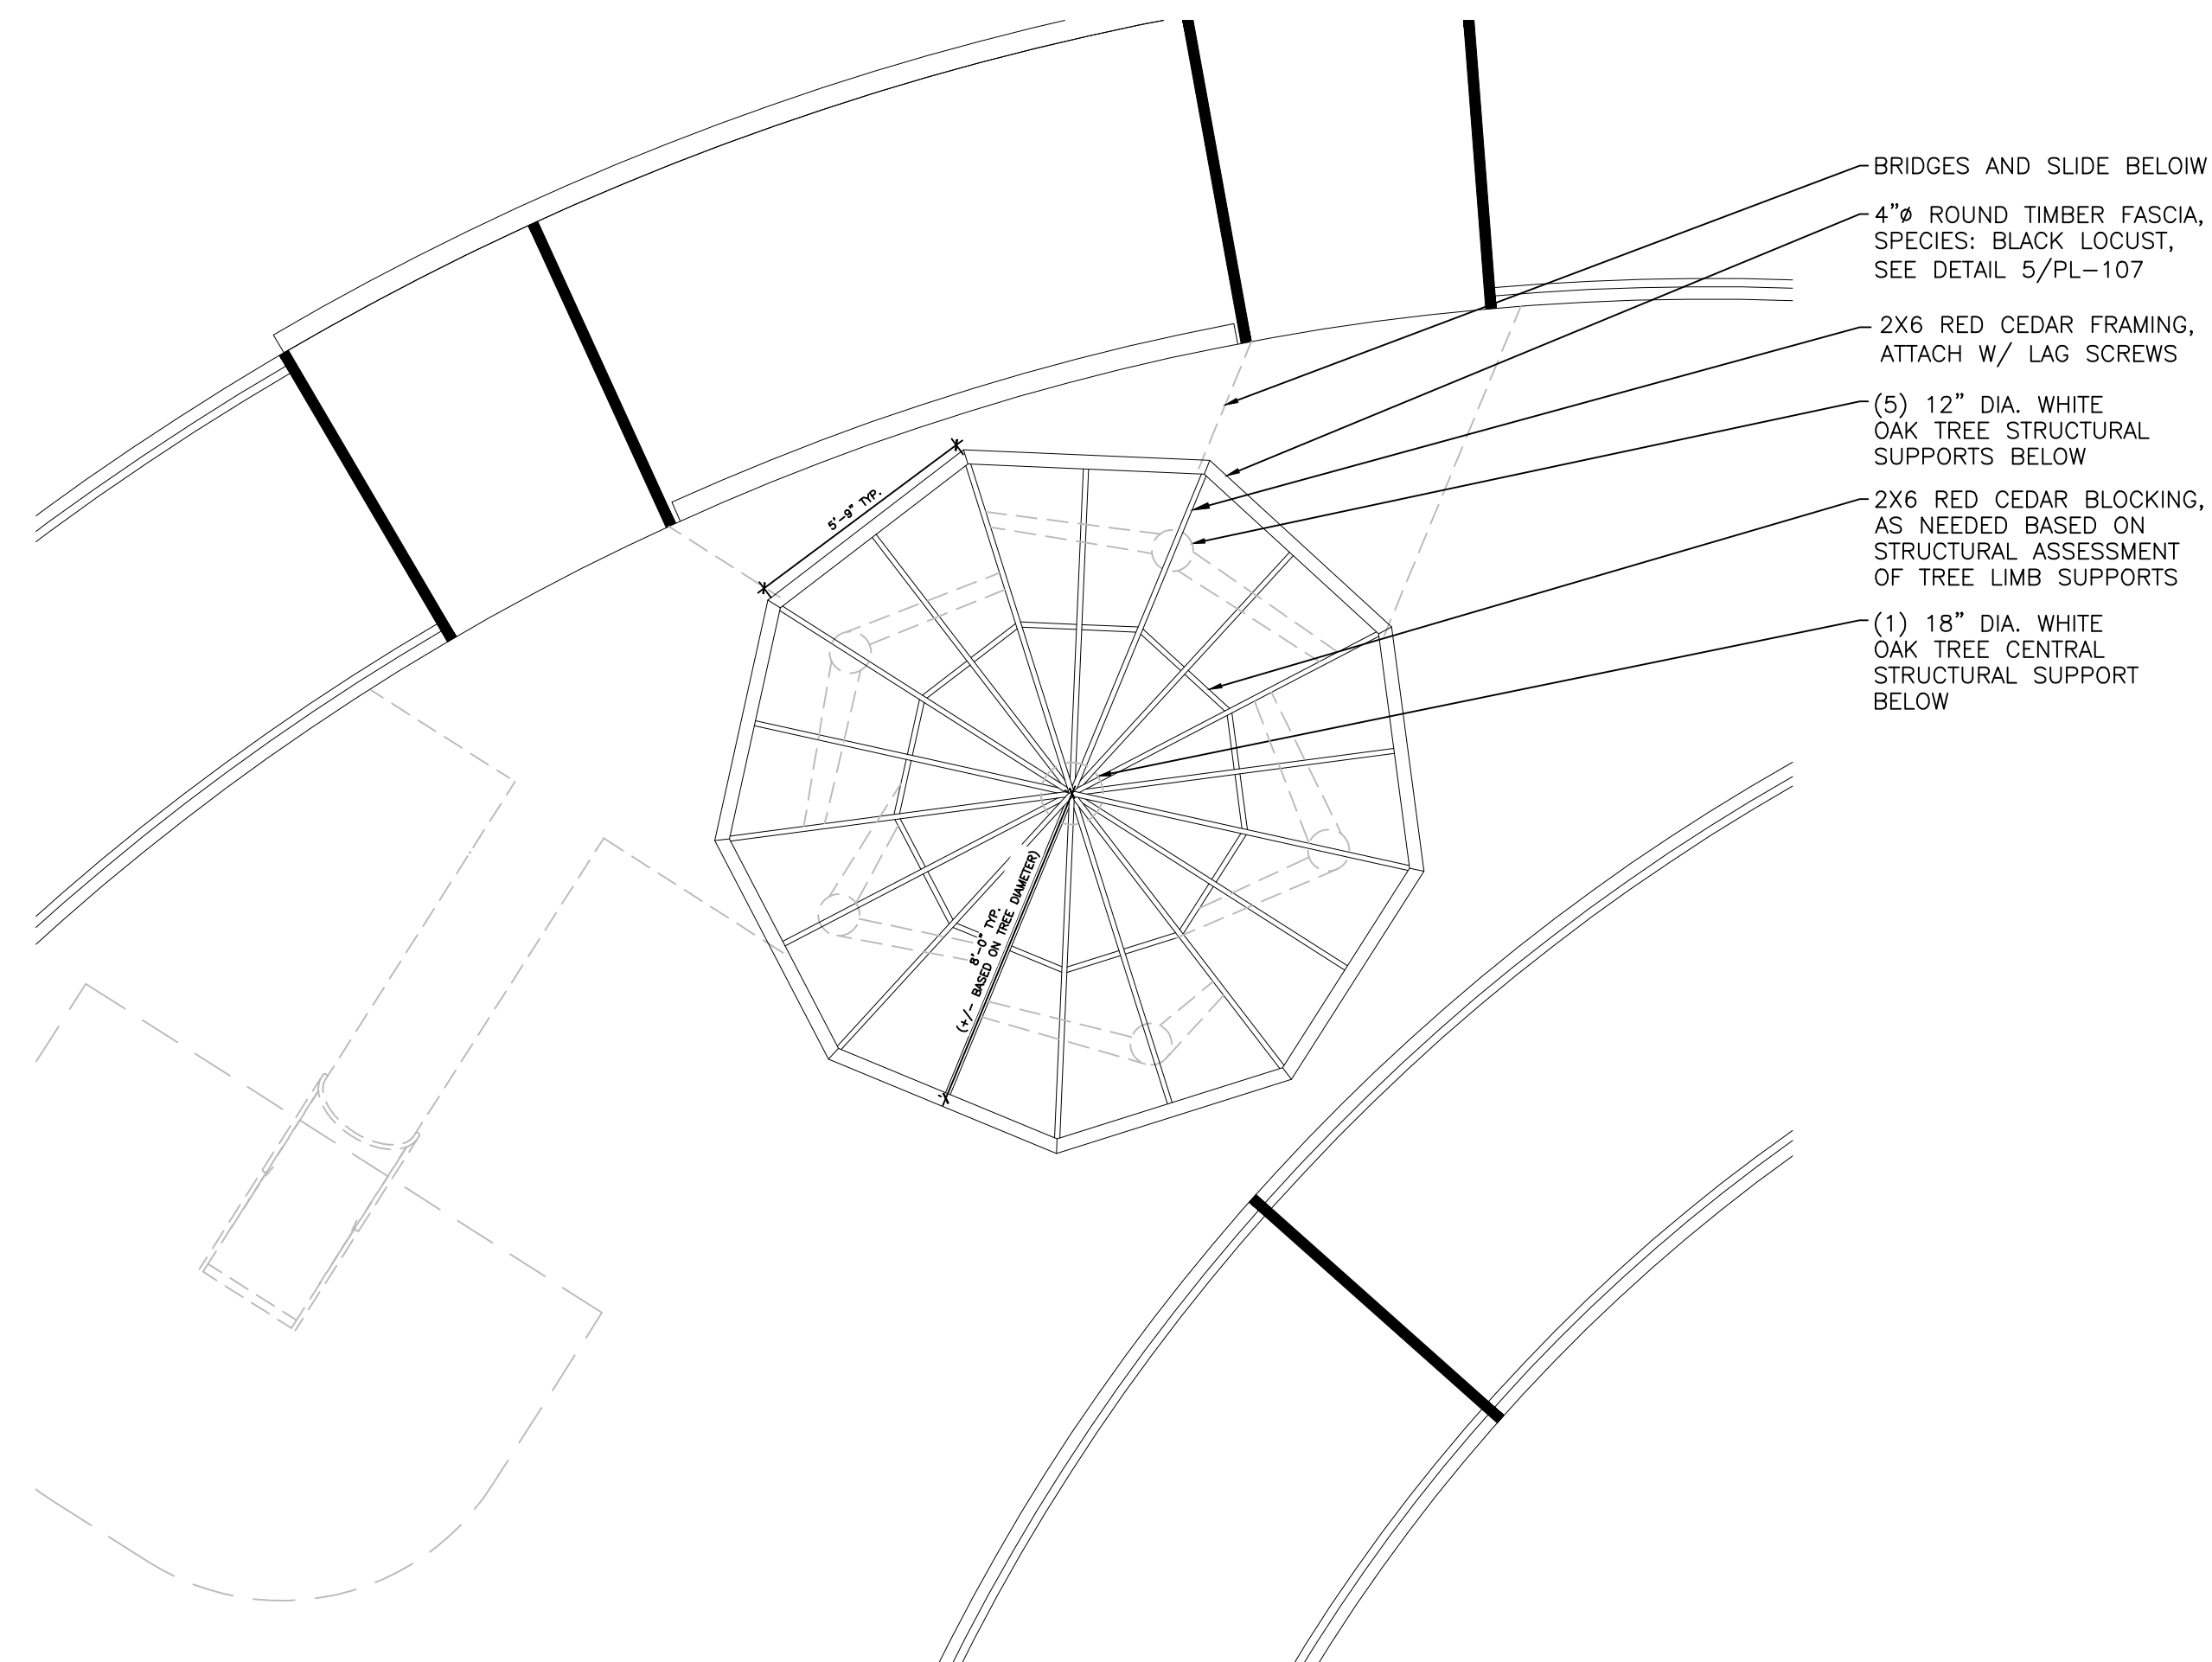 BRIDGES AND SLIDE BELOIW
4”ø ROUND TIMBER FASCIA,
SPECIES: BLACK LOCUST,
SEE DETAIL 5/PL-107
2X6 RED CEDAR FRAMING,
ATTACH W/ LAG SCREWS
(5) 12” DIA. WHITE
OAK TREE STRUCTURAL
SUPPORTS BELOW
2X6 RED CEDAR BLOCKING,
AS NEEDED BASED ON
STRUCTURAL ASSESSMENT
OF TREE LIMB SUPPORTS
(1) 18” DIA. WHITE
OAK TREE CENTRAL
STRUCTURAL SUPPORT
BELOW
5'-9" TYP.
8'-0" TYP.
(+/- BASED ON TREE DIAMETER)